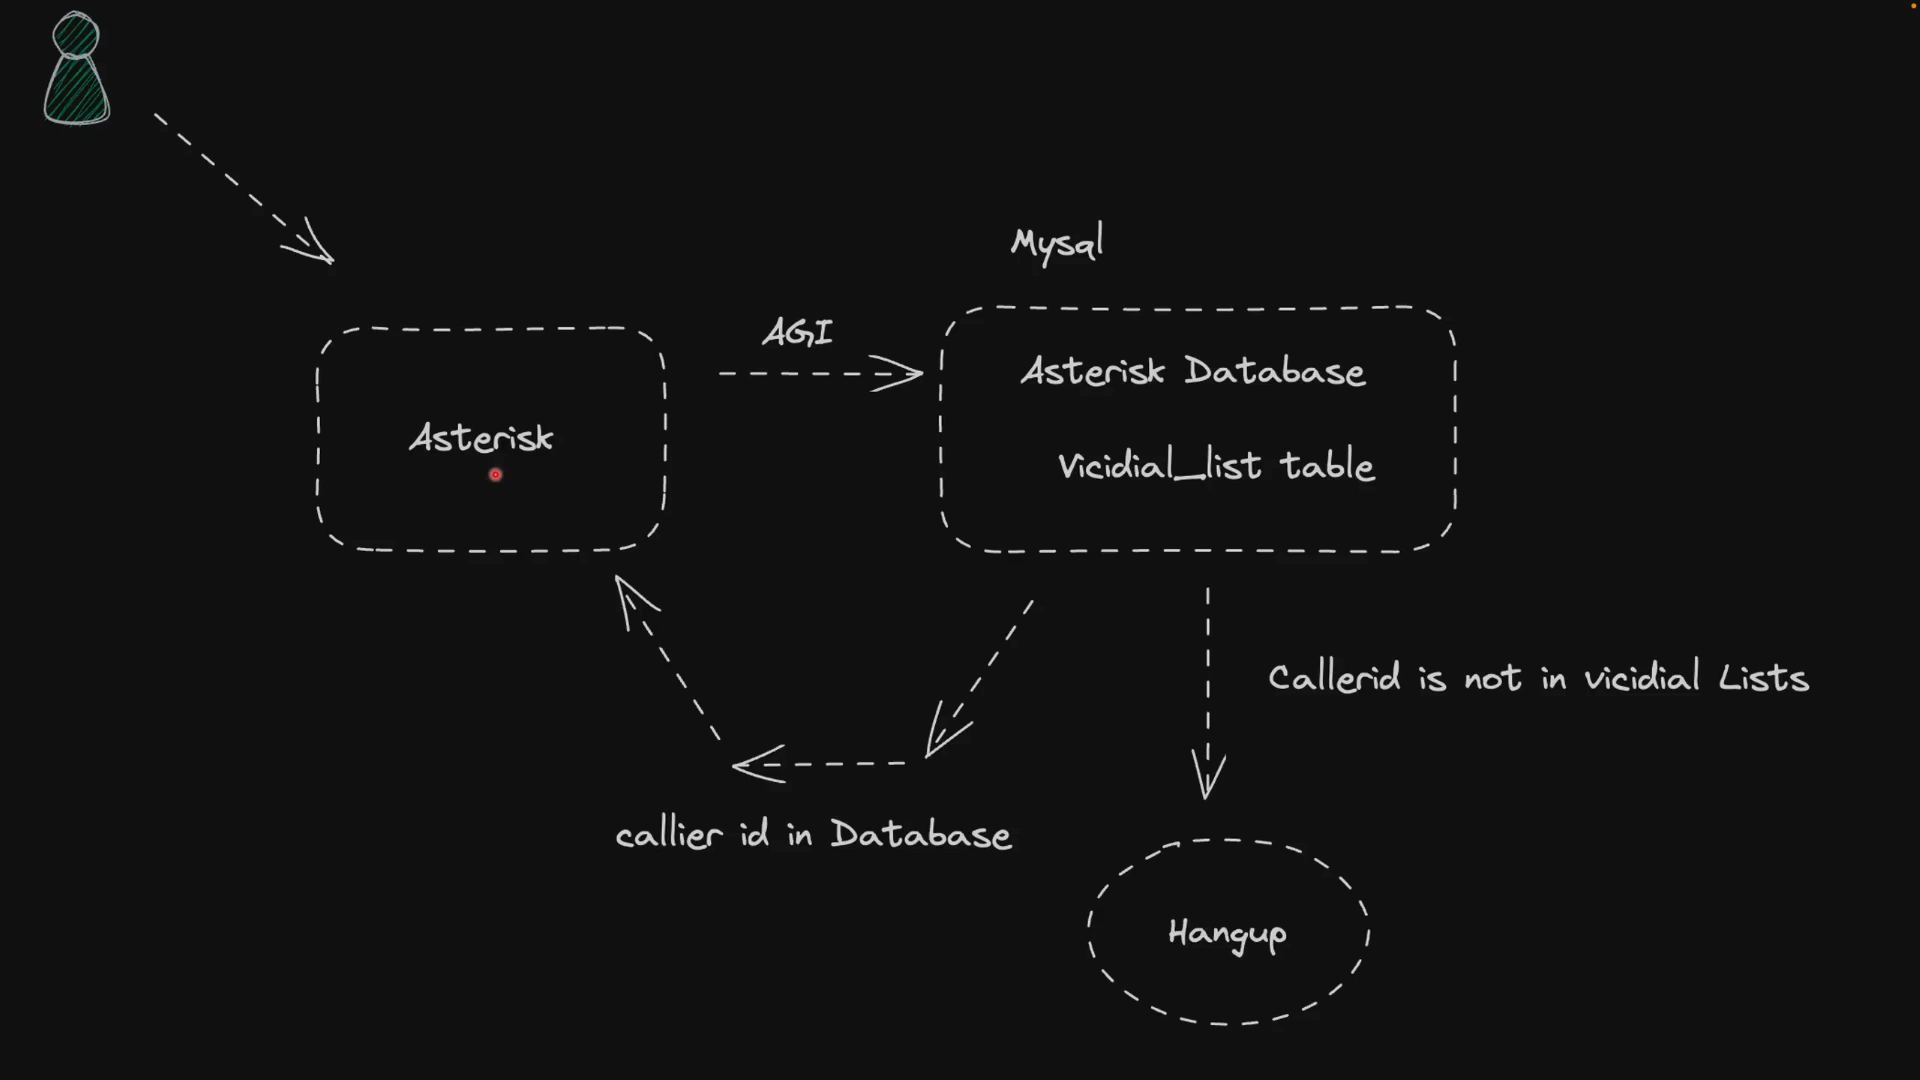 Mysql
AGI
Asterisk Database
Asterisk
Vicidial_list table
Callerid is not in vicidial Lists
callier id in Database
Hangup